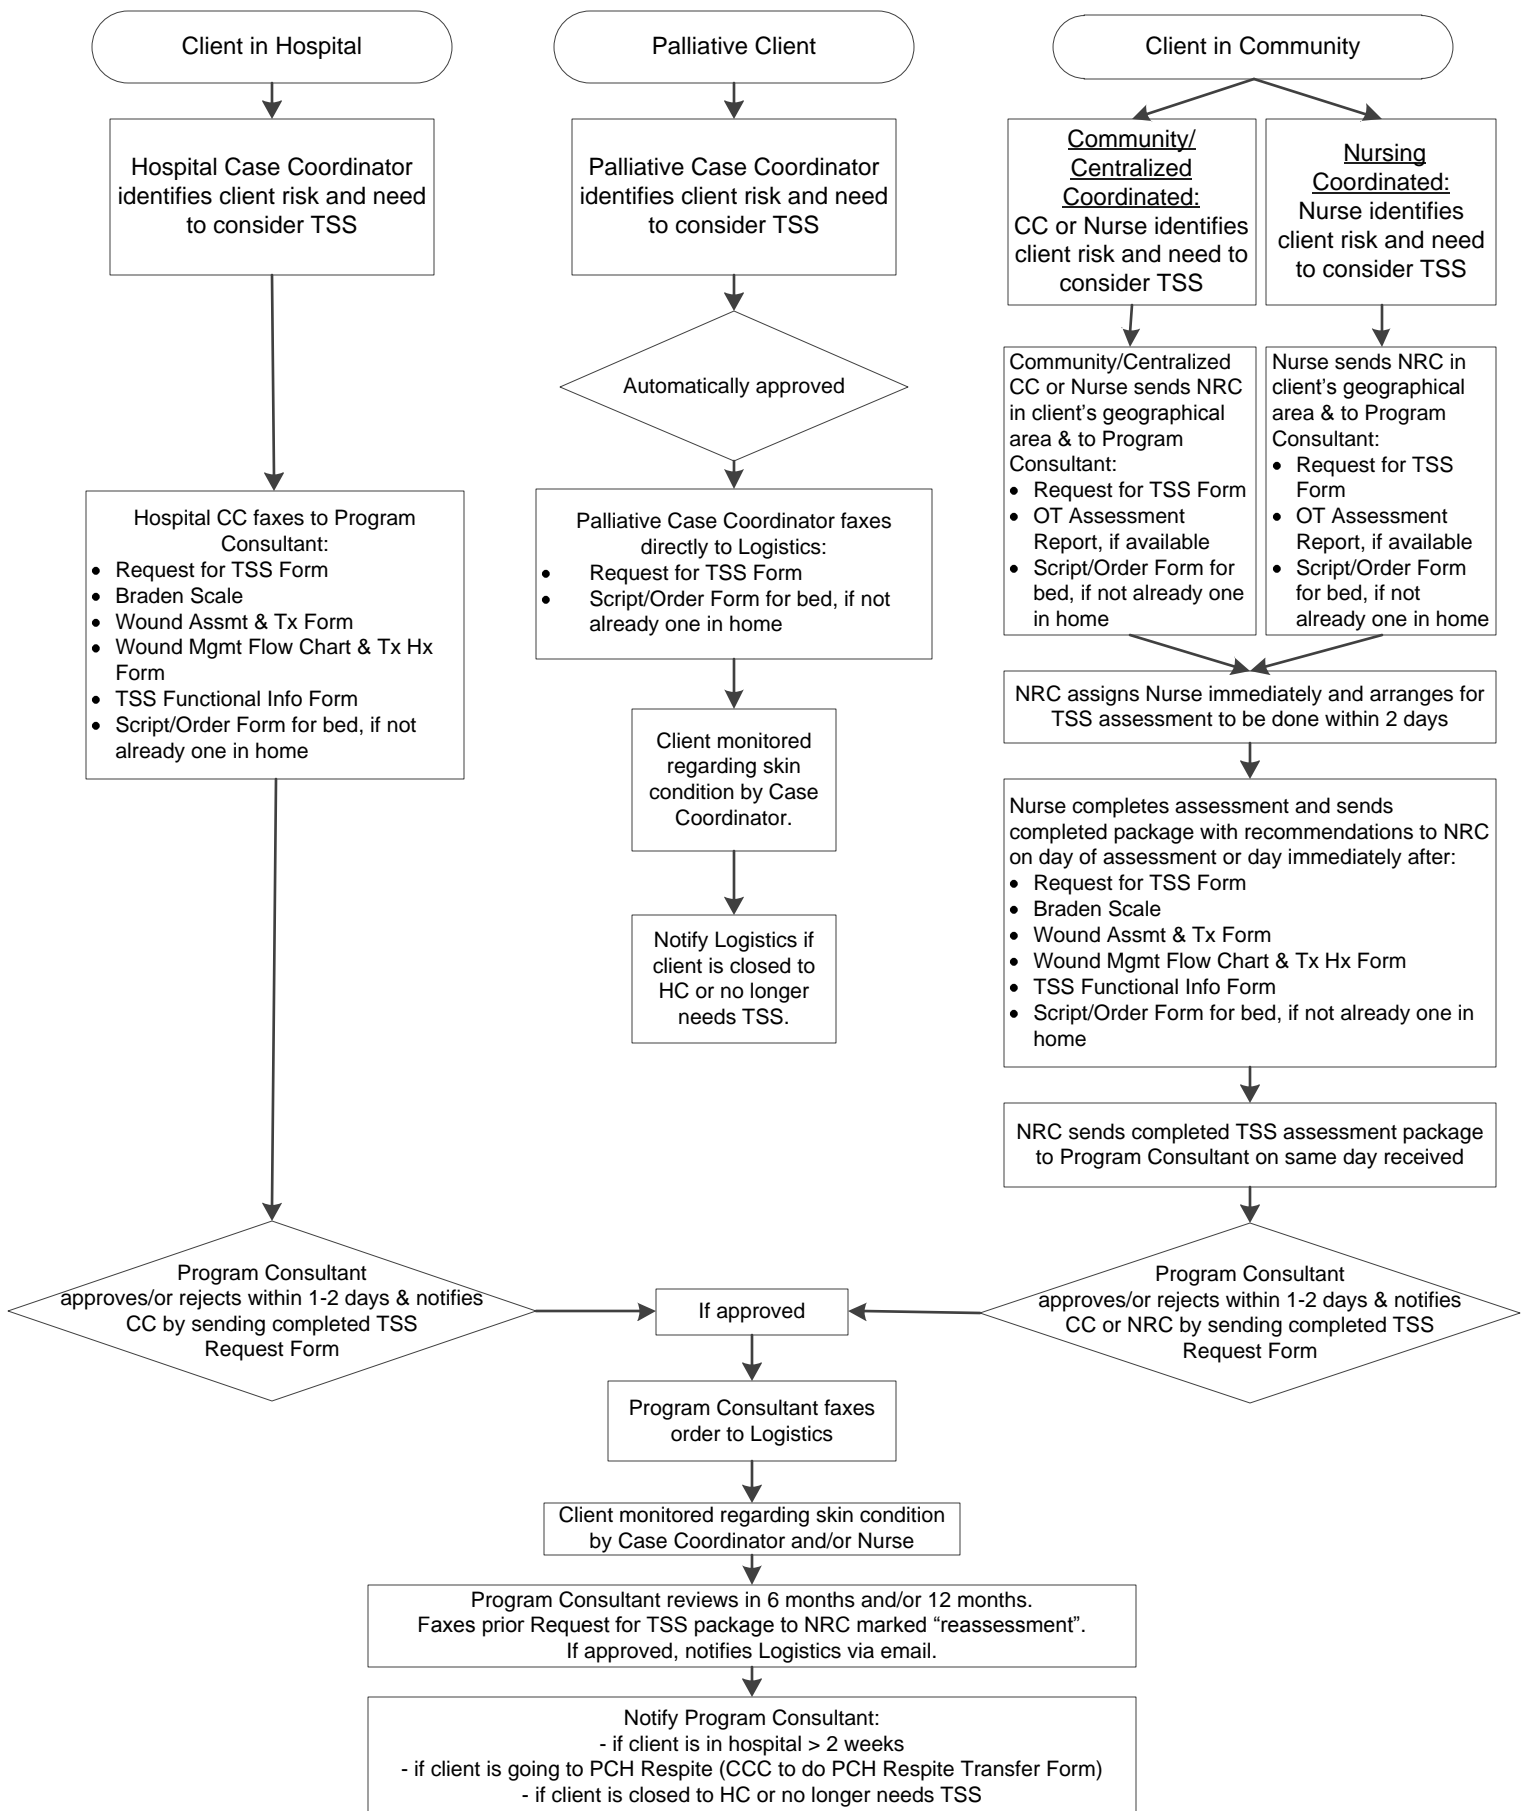 Client in Hospital
Palliative Client
Client in Community
Hospital Case Coordinator
identifies client risk and need
to consider TSS
Palliative Case Coordinator
identifies client risk and need
to consider TSS
Community/
Centralized
Coordinated:
CC or Nurse identifies
client risk and need to
consider TSS
Nursing
Coordinated:
Nurse identifies
client risk and need
to consider TSS
Automatically approved
Community/Centralized
CC or Nurse sends NRC
in client’s geographical
area & to Program
Consultant:
• Request for TSS Form
• OT Assessment
Report, if available
• Script/Order Form for
bed, if not already one
in home
Nurse sends NRC in
client’s geographical
area & to Program
Consultant:
• Request for TSS
Form
• OT Assessment
Report, if available
• Script/Order Form
for bed, if not
already one in home
Hospital CC faxes to Program
Consultant:
• Request for TSS Form
• Braden Scale
• Wound Assmt & Tx Form
• Wound Mgmt Flow Chart & Tx Hx
Form
• TSS Functional Info Form
• Script/Order Form for bed, if not
already one in home
Palliative Case Coordinator faxes
directly to Logistics:
• Request for TSS Form
• Script/Order Form for bed, if not
already one in home
NRC assigns Nurse immediately and arranges for
TSS assessment to be done within 2 days
Client monitored
regarding skin
condition by Case
Coordinator.
Nurse completes assessment and sends
completed package with recommendations to NRC
on day of assessment or day immediately after:
• Request for TSS Form
• Braden Scale
• Wound Assmt & Tx Form
• Wound Mgmt Flow Chart & Tx Hx Form
• TSS Functional Info Form
• Script/Order Form for bed, if not already one in
home
Notify Logistics if
client is closed to
HC or no longer
needs TSS.
NRC sends completed TSS assessment package
to Program Consultant on same day received
Program Consultant
approves/or rejects within 1-2 days & notifies
CC by sending completed TSS
Request Form
If approved
Program Consultant
approves/or rejects within 1-2 days & notifies
CC or NRC by sending completed TSS
Request Form
Program Consultant faxes
order to Logistics
Client monitored regarding skin condition
by Case Coordinator and/or Nurse
Program Consultant reviews in 6 months and/or 12 months.
Faxes prior Request for TSS package to NRC marked “reassessment”.
If approved, notifies Logistics via email.
Notify Program Consultant:
- if client is in hospital > 2 weeks
- if client is going to PCH Respite (CCC to do PCH Respite Transfer Form)
- if client is closed to HC or no longer needs TSS